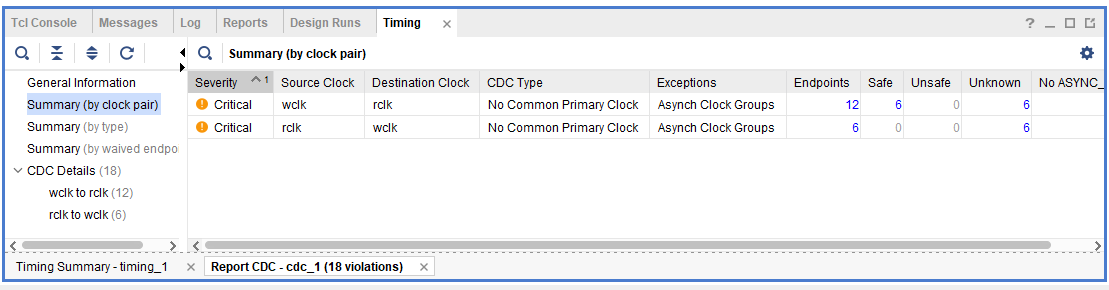 Tcl Console Messages Log Reports Design Runs Timing ×
? 
Summary (by clock pair)
General Information
Summary (by clock pair)
Summary (by type)
Summary (by waived endpoi
CDC Details (18)
wclk to rclk (12)
rclk to wclk (6)
Severity 1 Source Clock Destination Clock CDC Type Exceptions Endpoints Safe Unsafe Unknown No ASYNC_
Critical wclk rclk No Common Primary Clock Asynch Clock Groups 12 6 0 6
Critical rclk wclk No Common Primary Clock Asynch Clock Groups 6 0 0 6
Timing Summary - timing_1 × Report CDC - cdc_1 (18 violations) ×